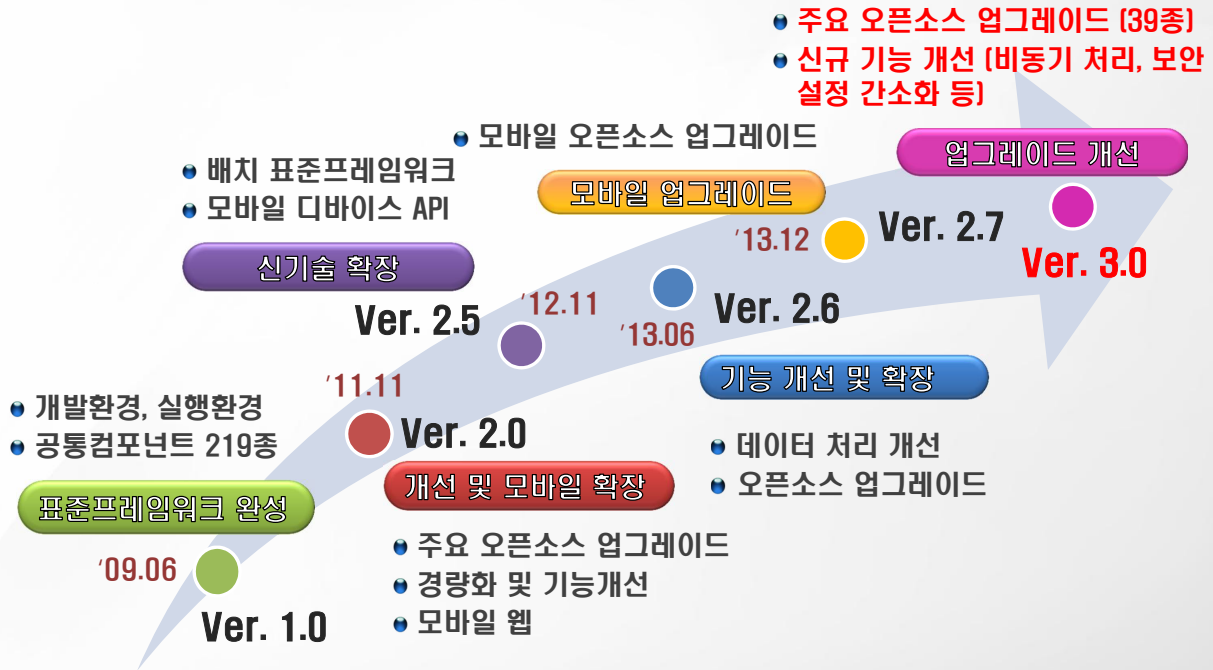 주요 오픈소스 업그레이드 (39종)
신규 기능 개선 (비동기 처리, 보안
설정 간소화 등)
업그레이드 개선
Ver. 3.0
모바일 오픈소스 업그레이드
모바일 업그레이드
'13.12
Ver. 2.7
배치 표준프레임워크
모바일 디바이스 API
신기술 확장
Ver. 2.5
'12.11
'13.06
Ver. 2.6
기능 개선 및 확장
데이터 처리 개선
오픈소스 업그레이드
'11.11
Ver. 2.0
개선 및 모바일 확장
주요 오픈소스 업그레이드
경량화 및 기능개선
모바일 웹
개발환경, 실행환경
공통컴포넌트 219종
표준프레임워크 완성
'09.06
Ver. 1.0